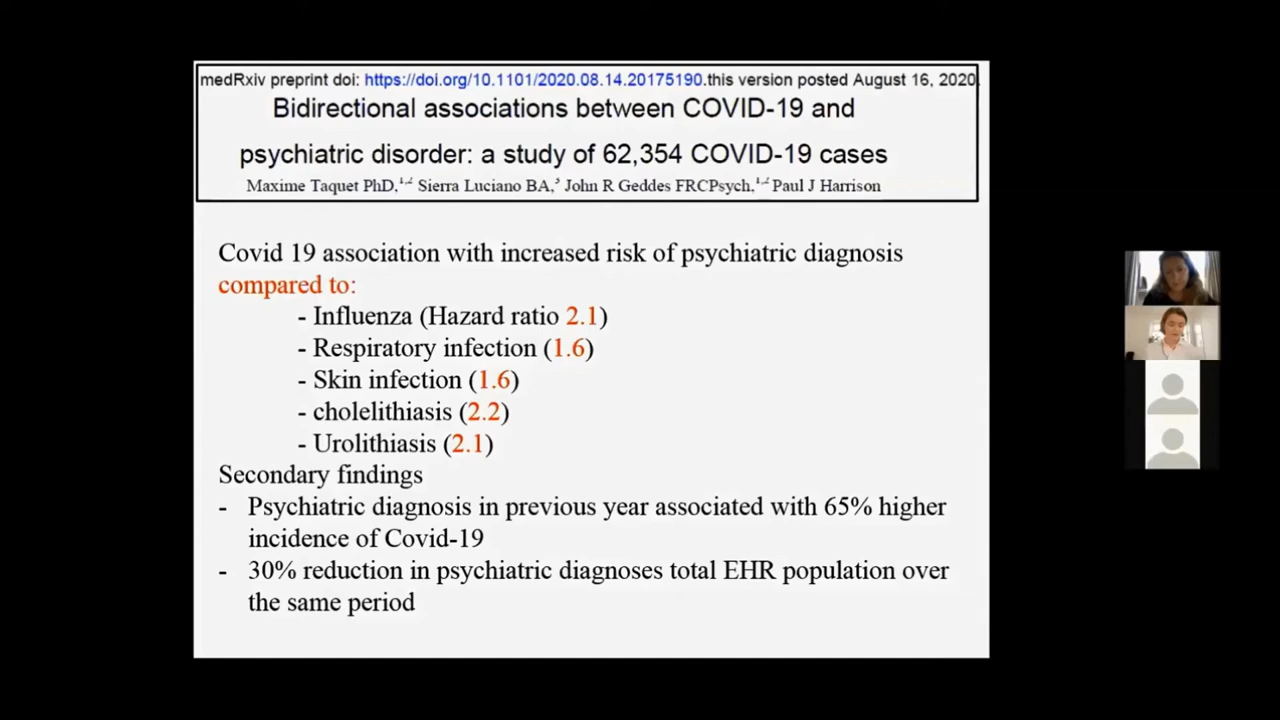 medRxiv preprint doi: https://doi.org/10.1101/2020.08.14.20175190.this version posted August 16, 2020.
Bidirectional associations between COVID-19 and
psychiatric disorder: a study of 62,354 COVID-19 cases
Maxime Taquet PhD,1,2 Sierra Luciano BA,3 John R Geddes FRCPsych,1,2 Paul J Harrison
Covid 19 association with increased risk of psychiatric diagnosis
compared to:
- Influenza (Hazard ratio 2.1)
- Respiratory infection (1.6)
- Skin infection (1.6)
- cholelithiasis (2.2)
- Urolithiasis (2.1)
Secondary findings
- Psychiatric diagnosis in previous year associated with 65% higher
incidence of Covid-19
- 30% reduction in psychiatric diagnoses total EHR population over
the same period